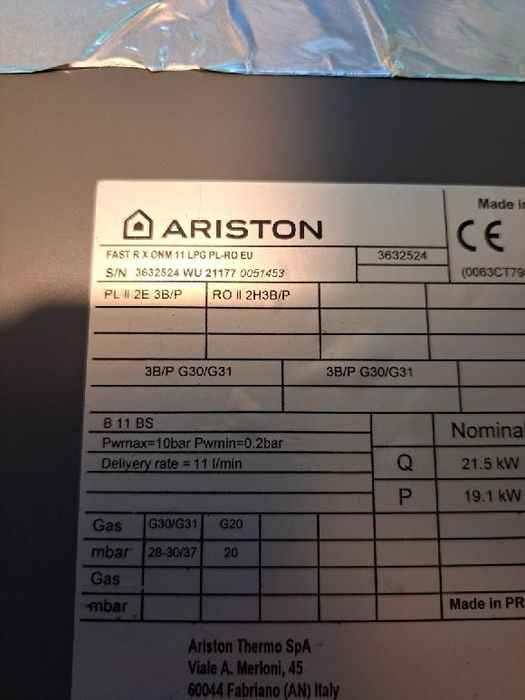 Made in
ARISTON
CE
FAST R X ONM 11 LPG PL-RO EU
3632524
S/N 3632524 WU 21177 0051453
(0063CT79
PL II 2E 3B/P RO II 2H3B/P
3B/P G30/G31 3B/P G30/G31
B 11 BS
Pwmax=10bar Pwmin=0.2bar
Nominal
Delivery rate = 11 l/min
Q 21.5 kW
P 19.1 kW
Gas G30/G31 G20
mbar 28-30/37 20
Gas
mbar
Made in PR
Ariston Thermo SpA
Viale A. Merloni, 45
60044 Fabriano (AN) Italy